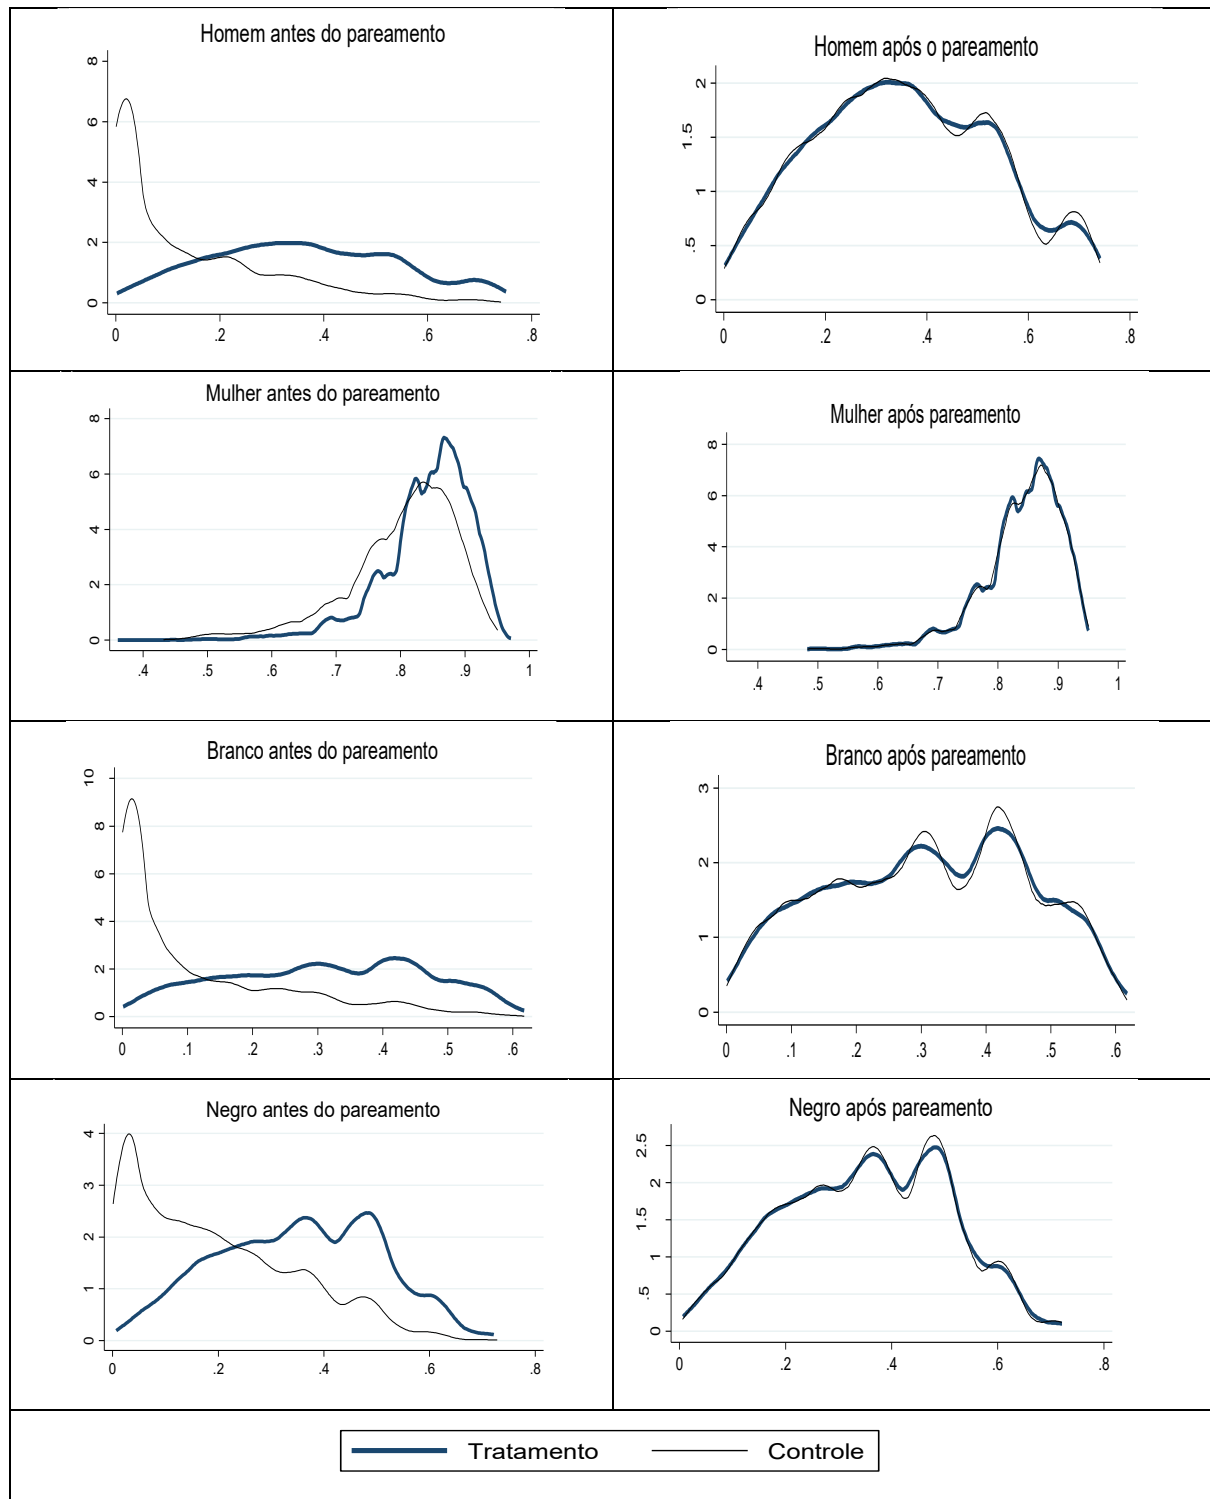 Homem antes do pareamento
8
6
4
2
0
0 .2 .4 .6 .8
Homem após o pareamento
2
1.5
1
.5
0
0 .2 .4 .6 .8
Mulher antes do pareamento
8
6
4
2
0
.4 .5 .6 .7 .8 .9 1
Mulher após pareamento
8
6
4
2
0
.4 .5 .6 .7 .8 .9 1
Branco antes do pareamento
10
8
6
4
2
0
0 .1 .2 .3 .4 .5 .6
Branco após pareamento
3
2
1
0
0 .1 .2 .3 .4 .5 .6
Negro antes do pareamento
4
3
2
1
0
0 .2 .4 .6 .8
Negro após pareamento
2.5
2
1.5
1
.5
0
0 .2 .4 .6 .8
Tratamento Controle